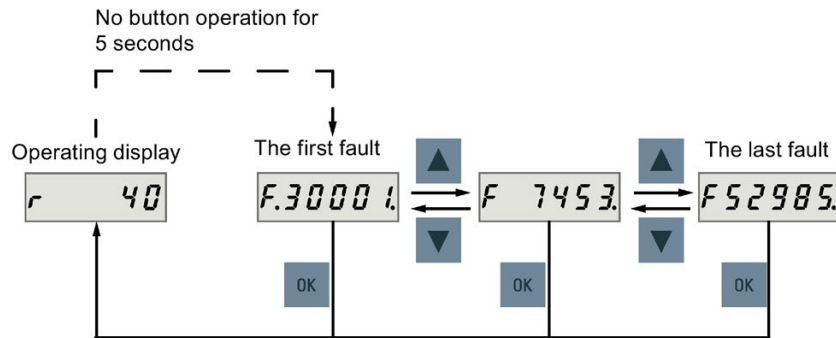 No button operation for
5 seconds
Operating display
The first fault
The last fault
r 40
F.30001.
F 7453.
F52985.
OK
OK
OK